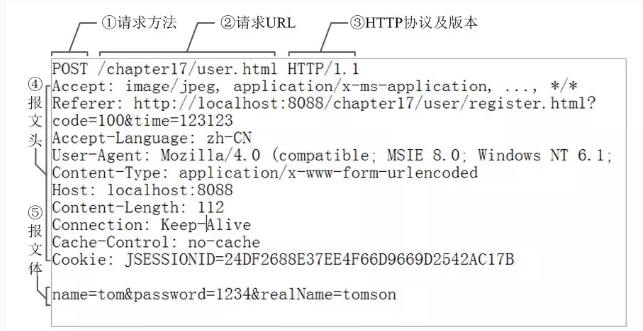 ①请求方法 ②请求URL ③HTTP协议及版本
POST /chapter17/user.html HTTP/1.1
④报文头
Accept: image/jpeg, application/x-ms-application, ..., */*
Referer: http://localhost:8088/chapter17/user/register.html?
code=100&time=123123
Accept-Language: zh-CN
User-Agent: Mozilla/4.0 (compatible; MSIE 8.0; Windows NT 6.1;
Content-Type: application/x-www-form-urlencoded
Host: localhost:8088
Content-Length: 112
Connection: Keep-Alive
Cache-Control: no-cache
Cookie: JSESSIONID=24DF2688E37EE4F66D9669D2542AC17B
⑤报文体
name=tom&password=1234&realName=tomson